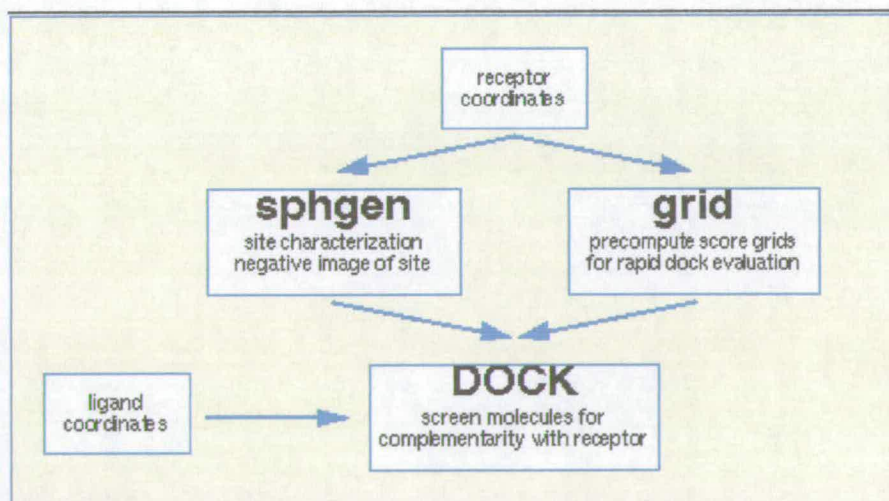 receptor
coordinates
sphgen
site characterization
negative image of site
grid
precompute score grids
for rapid dock evaluation
DOCK
screen molecules for
complementarity with receptor
ligand
coordinates